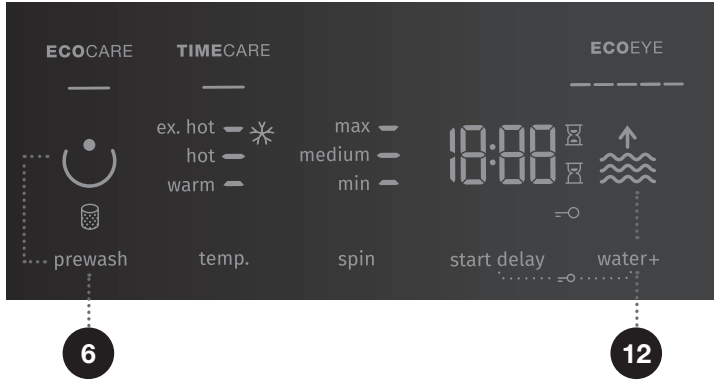 ECOCARE TIMECARE ECOEYE
ex. hot max
hot medium 18:88
warm min
prewash temp. spin start delay water+
6 12